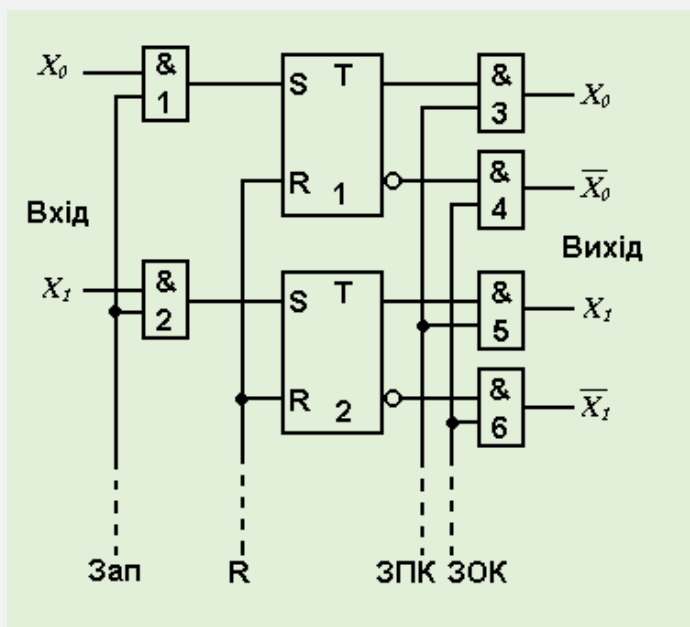 X₀ & S T & X₀
1 3
R & X̅₀
1 4
Вхід Вихід
X₁ & S T & X₁
2 5
R & X̅₁
2 6
Зап R ЗПК ЗОК